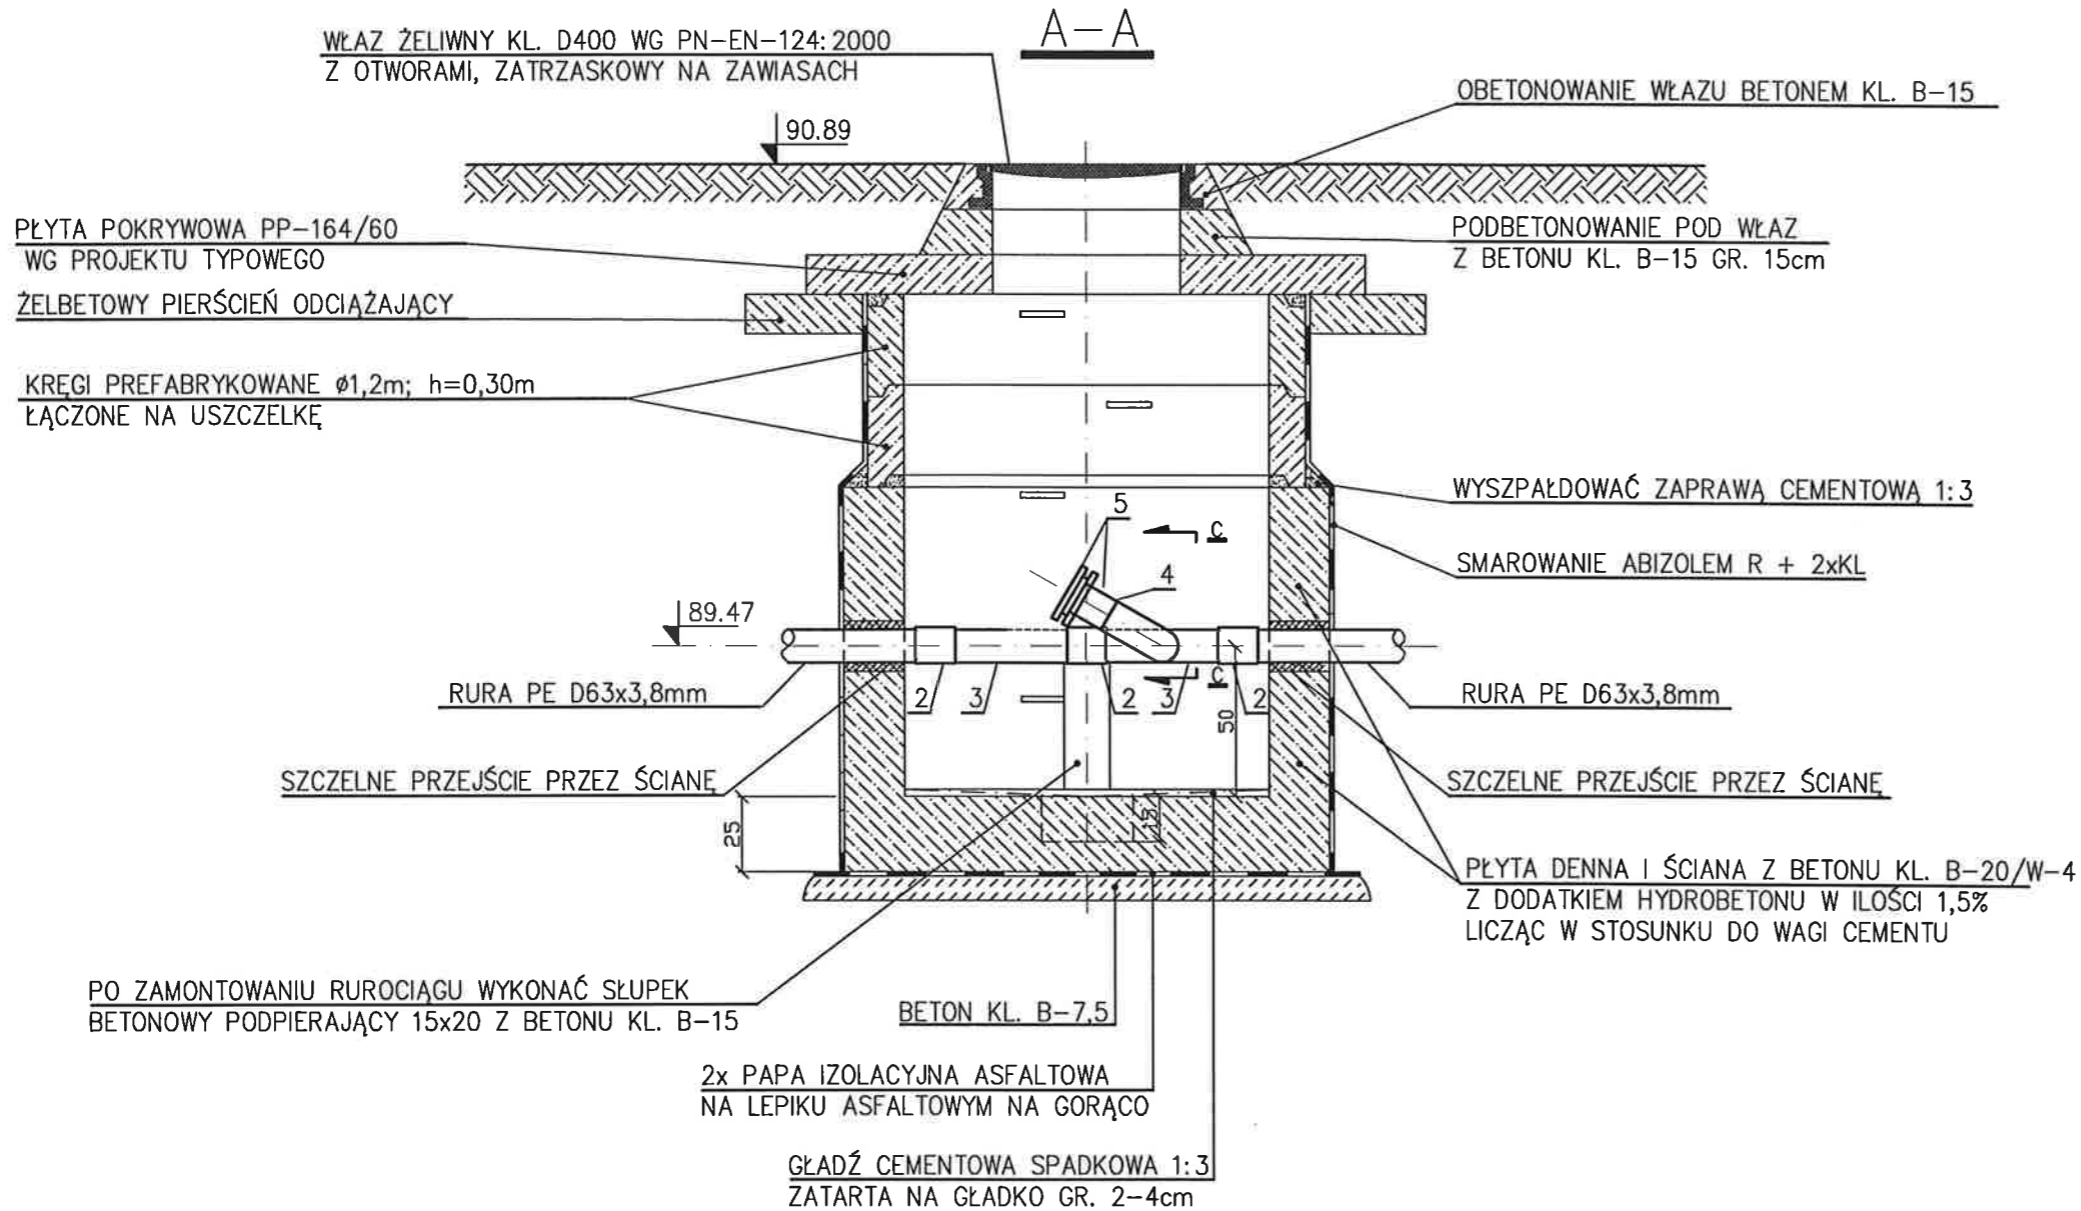 A-A
WŁAZ ŻELIWNY KL. D400 WG PN-EN-124:2000
Z OTWORAMI, ZATRZASKOWY NA ZAWIASACH
OBETONOWANIE WŁAZU BETONEM KL. B-15
90.89
PŁYTA POKRYWOWA PP-164/60
WG PROJEKTU TYPOWEGO
PODBETONOWANIE POD WŁAZ
Z BETONU KL. B-15 GR. 15cm
ŻELBETOWY PIERŚCIEŃ ODCIĄŻAJĄCY
KRĘGI PREFABRYKOWANE ø1,2m; h=0,30m
ŁĄCZONE NA USZCZELKĘ
WYSZPAŁDOWAĆ ZAPRAWĄ CEMENTOWĄ 1:3
5
C
SMAROWANIE ABIZOLEM R + 2xKL
4
89.47
RURA PE D63x3,8mm
2
3
2
3
C
2
RURA PE D63x3,8mm
50
SZCZELNE PRZEJŚCIE PRZEZ ŚCIANĘ
SZCZELNE PRZEJŚCIE PRZEZ ŚCIANĘ
25
15
PŁYTA DENNA I ŚCIANA Z BETONU KL. B-20/W-4
Z DODATKIEM HYDROBETONU W ILOŚCI 1,5%
LICZĄC W STOSUNKU DO WAGI CEMENTU
PO ZAMONTOWANIU RUROCIĄGU WYKONAĆ SŁUPEK
BETONOWY PODPIERAJĄCY 15x20 Z BETONU KL. B-15
BETON KL. B-7,5
2x PAPA IZOLACYJNA ASFALTOWA
NA LEPIKU ASFALTOWYM NA GORĄCO
GŁADŹ CEMENTOWA SPADKOWA 1:3
ZATARTA NA GŁADKO GR. 2-4cm